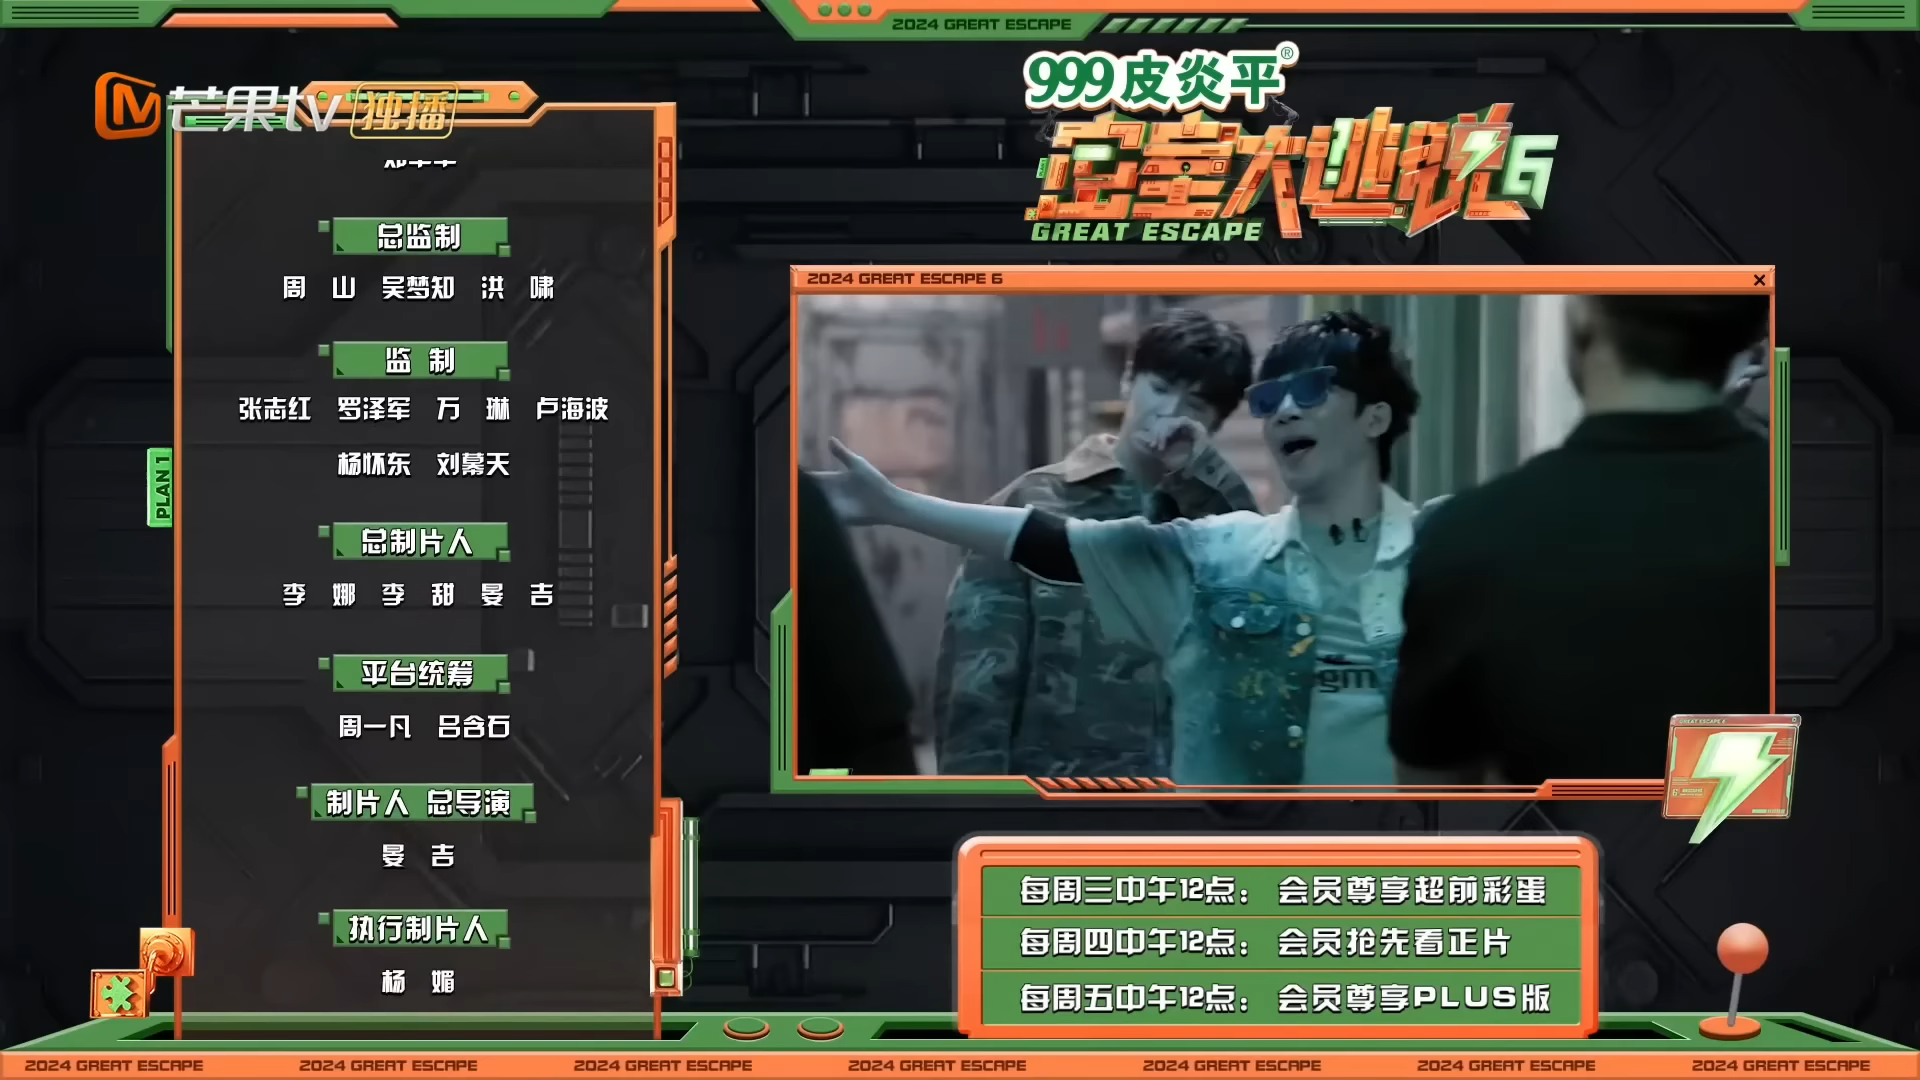 2024 GREAT ESCAPE
芒果tv 独播
999皮炎平®
密室大逃脱6
GREAT ESCAPE
总监制
周 山 吴梦知 洪 啸
监 制
张志红 罗泽军 万 琳 卢海波
杨怀东 刘幕天
总制片人
李 娜 李 甜 晏 吉
平台统筹
周一凡 吕含石
制片人 总导演
晏 吉
执行制片人
杨 媚
PLAN 1
2024 GREAT ESCAPE 6
gm
每周三中午12点： 会员尊享超前彩蛋
每周四中午12点： 会员抢先看正片
每周五中午12点： 会员尊享PLUS版
2024 GREAT ESCAPE 2024 GREAT ESCAPE 2024 GREAT ESCAPE 2024 GREAT ESCAPE 2024 GREAT ESCAPE 2024 GREAT ESCAPE 2024 GREAT ESCAPE